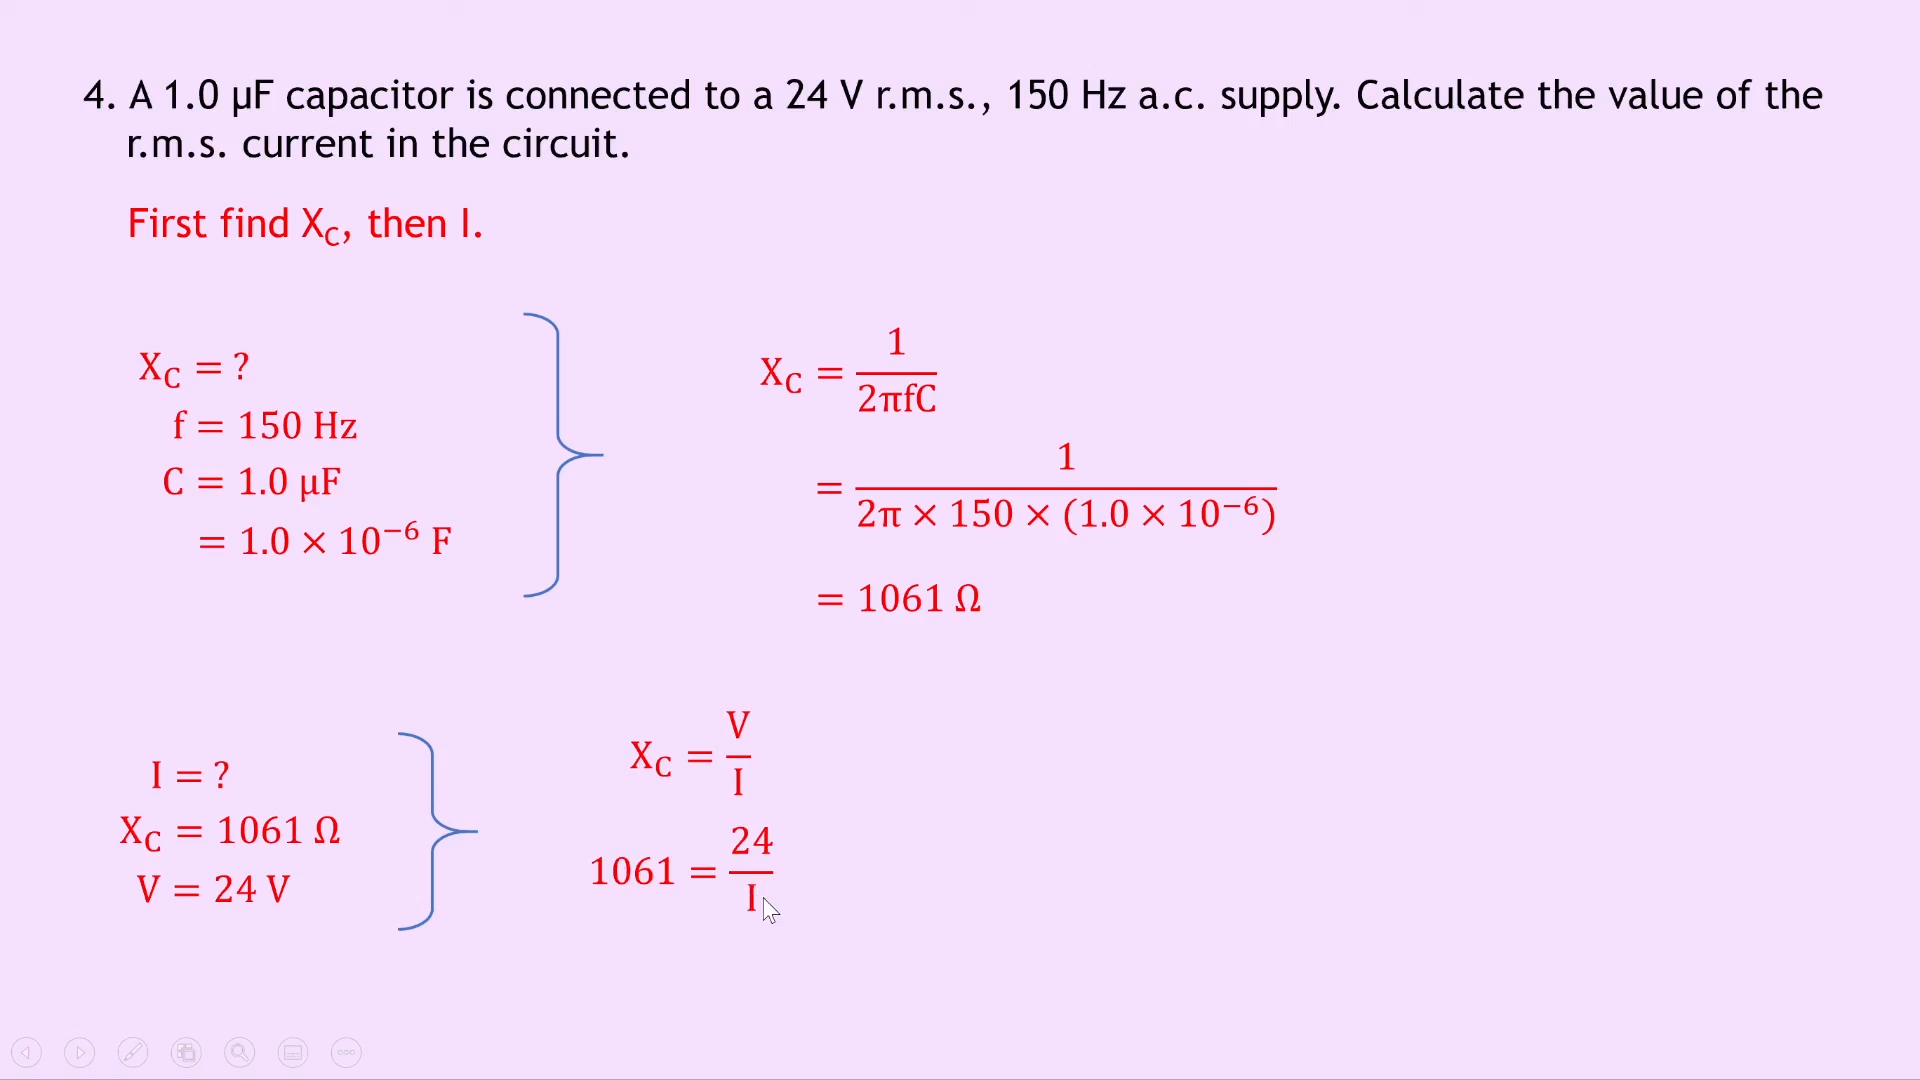 4. A 1.0 μF capacitor is connected to a 24 V r.m.s., 150 Hz a.c. supply. Calculate the value of the
r.m.s. current in the circuit.
First find X_C, then I.
X_C = ?
f = 150 Hz
C = 1.0 μF
= 1.0 × 10⁻⁶ F
X_C = 1/2πfC
= 1/2π × 150 × (1.0 × 10⁻⁶)
= 1061 Ω
I = ?
X_C = 1061 Ω
V = 24 V
X_C = V/I
1061 = 24/I